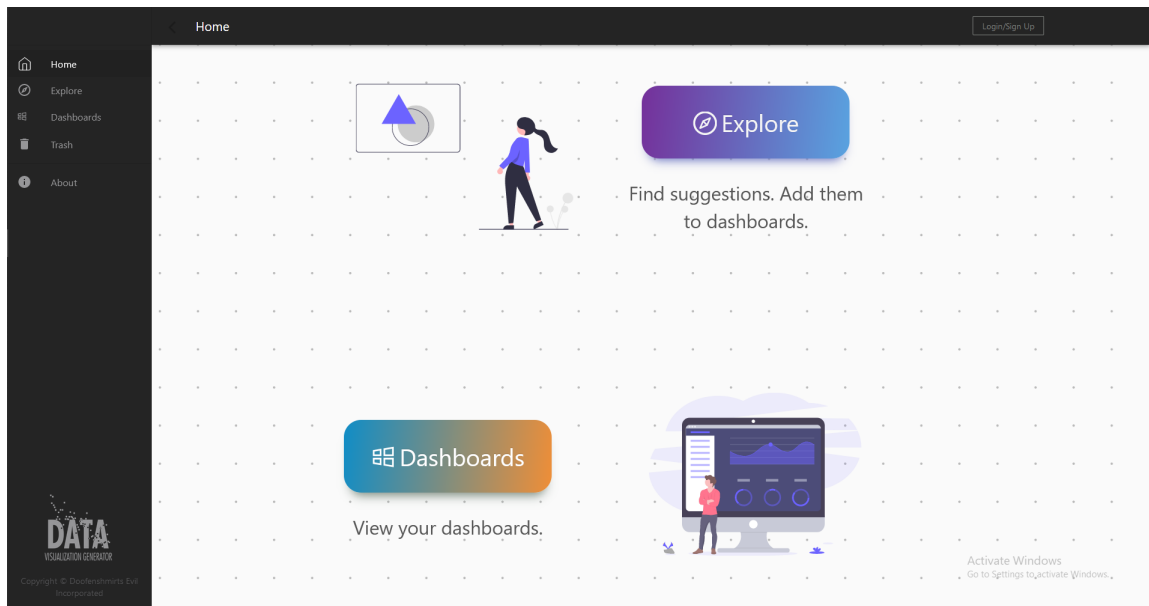 Home
Login/Sign Up
Home
Explore
Dashboards
Trash
About
Explore
Find suggestions. Add them
to dashboards.
Dashboards
View your dashboards.
DATA
VISUALIZATION GENERATOR
Copyright © Doofenshmirts Evil
Incorporated
Activate Windows
Go to Settings to activate Windows.